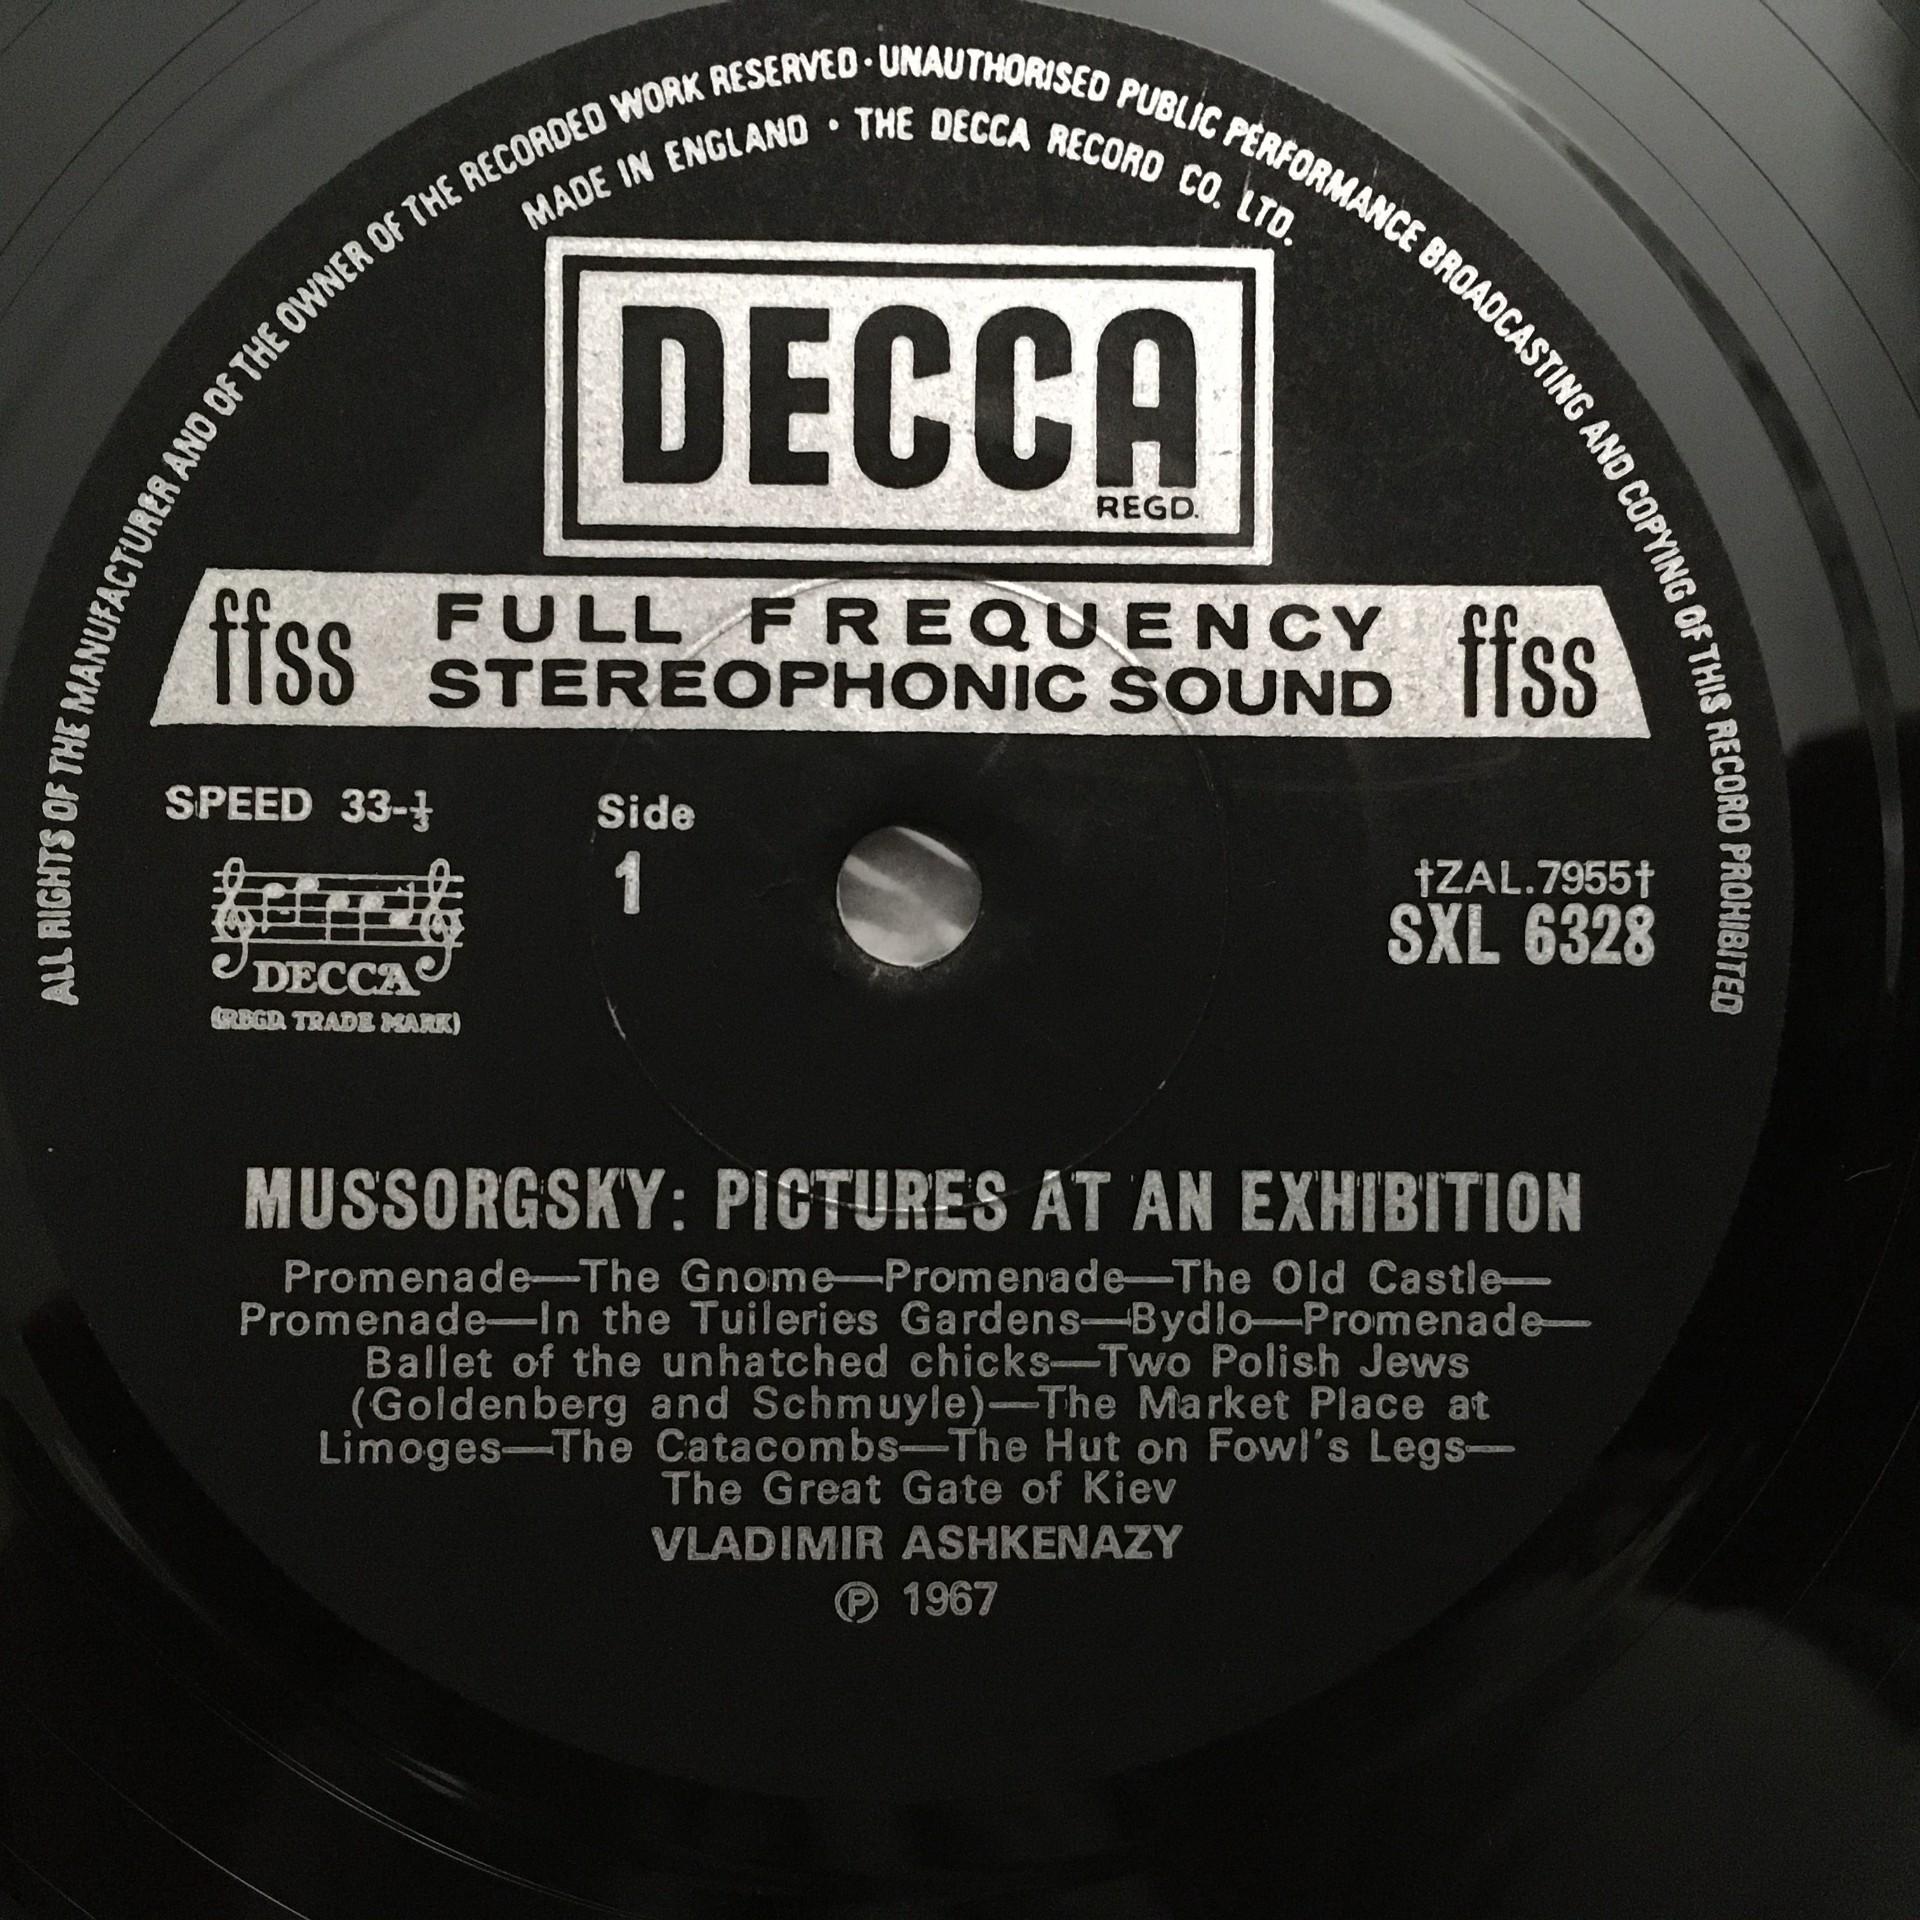 ALL RIGHTS OF THE MANUFACTURER AND OF THE OWNER OF THE RECORDED WORK RESERVED · UNAUTHORISED PUBLIC PERFORMANCE BROADCASTING AND COPYING OF THIS RECORD PROHIBITED
MADE IN ENGLAND · THE DECCA RECORD CO. LTD.
DECCA
REGD.
ffss FULL FREQUENCY ffss
STEREOPHONIC SOUND
SPEED 33-⅓
Side
1
DECCA
(REGD. TRADE MARK)
†ZAL.7955†
SXL 6328
MUSSORGSKY: PICTURES AT AN EXHIBITION
Promenade—The Gnome—Promenade—The Old Castle—
Promenade—In the Tuileries Gardens—Bydlo—Promenade—
Ballet of the unhatched chicks—Two Polish Jews
(Goldenberg and Schmuyle)—The Market Place at
Limoges—The Catacombs—The Hut on Fowl's Legs—
The Great Gate of Kiev
VLADIMIR ASHKENAZY
℗ 1967